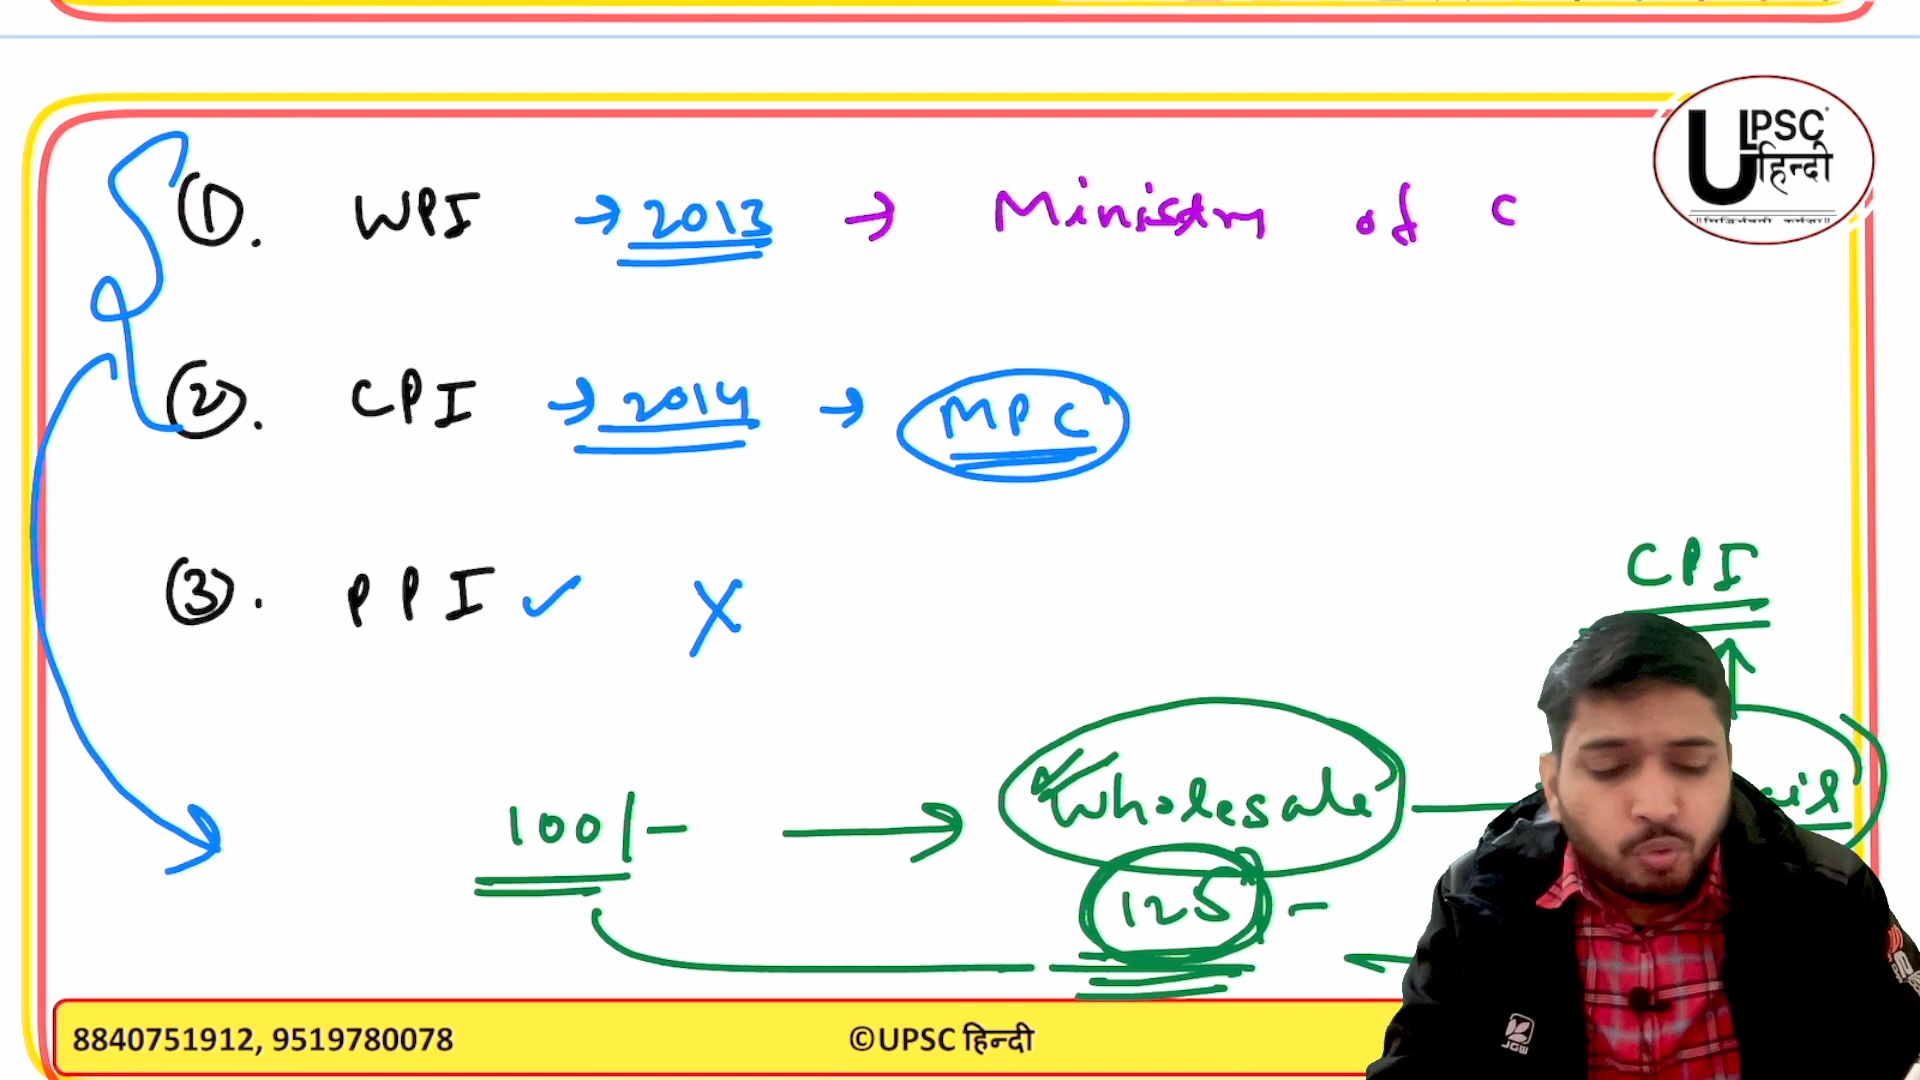 UPSC
हिन्दी
①. WPI → 2013 → Ministry of C
②. CPI → 2014 → MPC
③. PPI ✓ X
CPI
100/- → Wholesale
125 -
8840751912, 9519780078
©UPSC हिन्दी
JGW